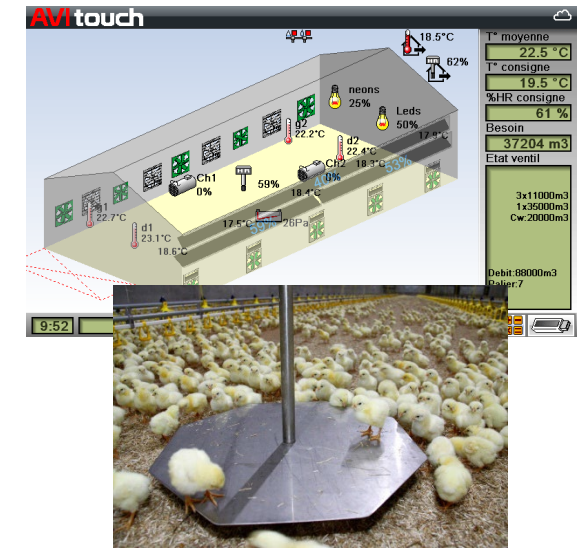 AVItouch
18.5°C
62%
neons
25%
Leds
50%
17.9°C
g2
22.2°C
d2
22.4°C
18.3°C
53%
Ch1
0%
59%
Ch2
0%
18.4°C
g1
22.7°C
d1
23.1°C
18.6°C
17.5°C
26Pa
T° moyenne
22.5 °C
T° consigne
19.5 °C
%HR consigne
61 %
Besoin
37204 m3
Etat ventil
3x11000m3
1x35000m3
Cw:20000m3
Debit:88000m3
Palier:7
9:52